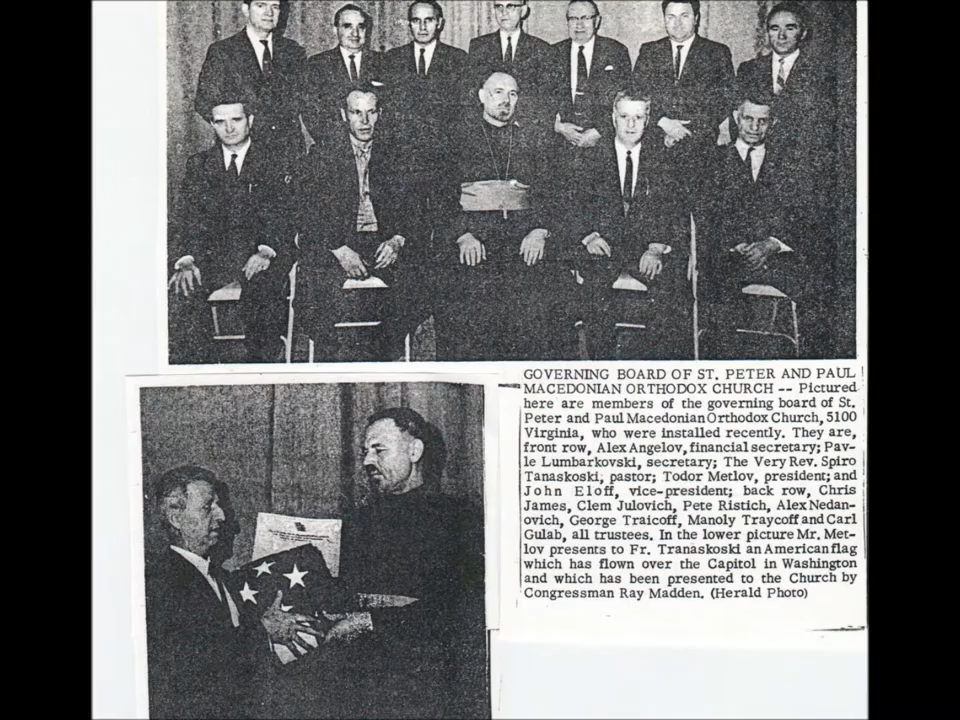 GOVERNING BOARD OF ST. PETER AND PAUL
MACEDONIAN ORTHODOX CHURCH -- Pictured
here are members of the governing board of St.
Peter and Paul Macedonian Orthodox Church, 5100
Virginia, who were installed recently. They are,
front row, Alex Angelov, financial secretary; Pav-
le Lumbarkovski, secretary; The Very Rev. Spiro
Tanaskoski, pastor; Todor Metlov, president; and
John Eloff, vice-president; back row, Chris
James, Clem Julovich, Pete Ristich, Alex Nedan-
ovich, George Traicoff, Manoly Traycoff and Carl
Gulab, all trustees. In the lower picture Mr. Met-
lov presents to Fr. Tranaskoski an American flag
which has flown over the Capitol in Washington
and which has been presented to the Church by
Congressman Ray Madden. (Herald Photo)